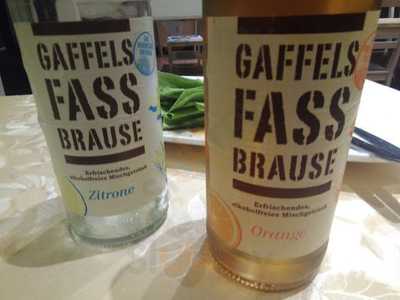 GAFFELS
FASS
BRAUSE
Erfrischendes,
alkoholfreies Mischgetränk
Zitrone
GAFFELS
FASS
BRAUSE
Erfrischendes,
alkoholfreies Mischgetränk
Orange